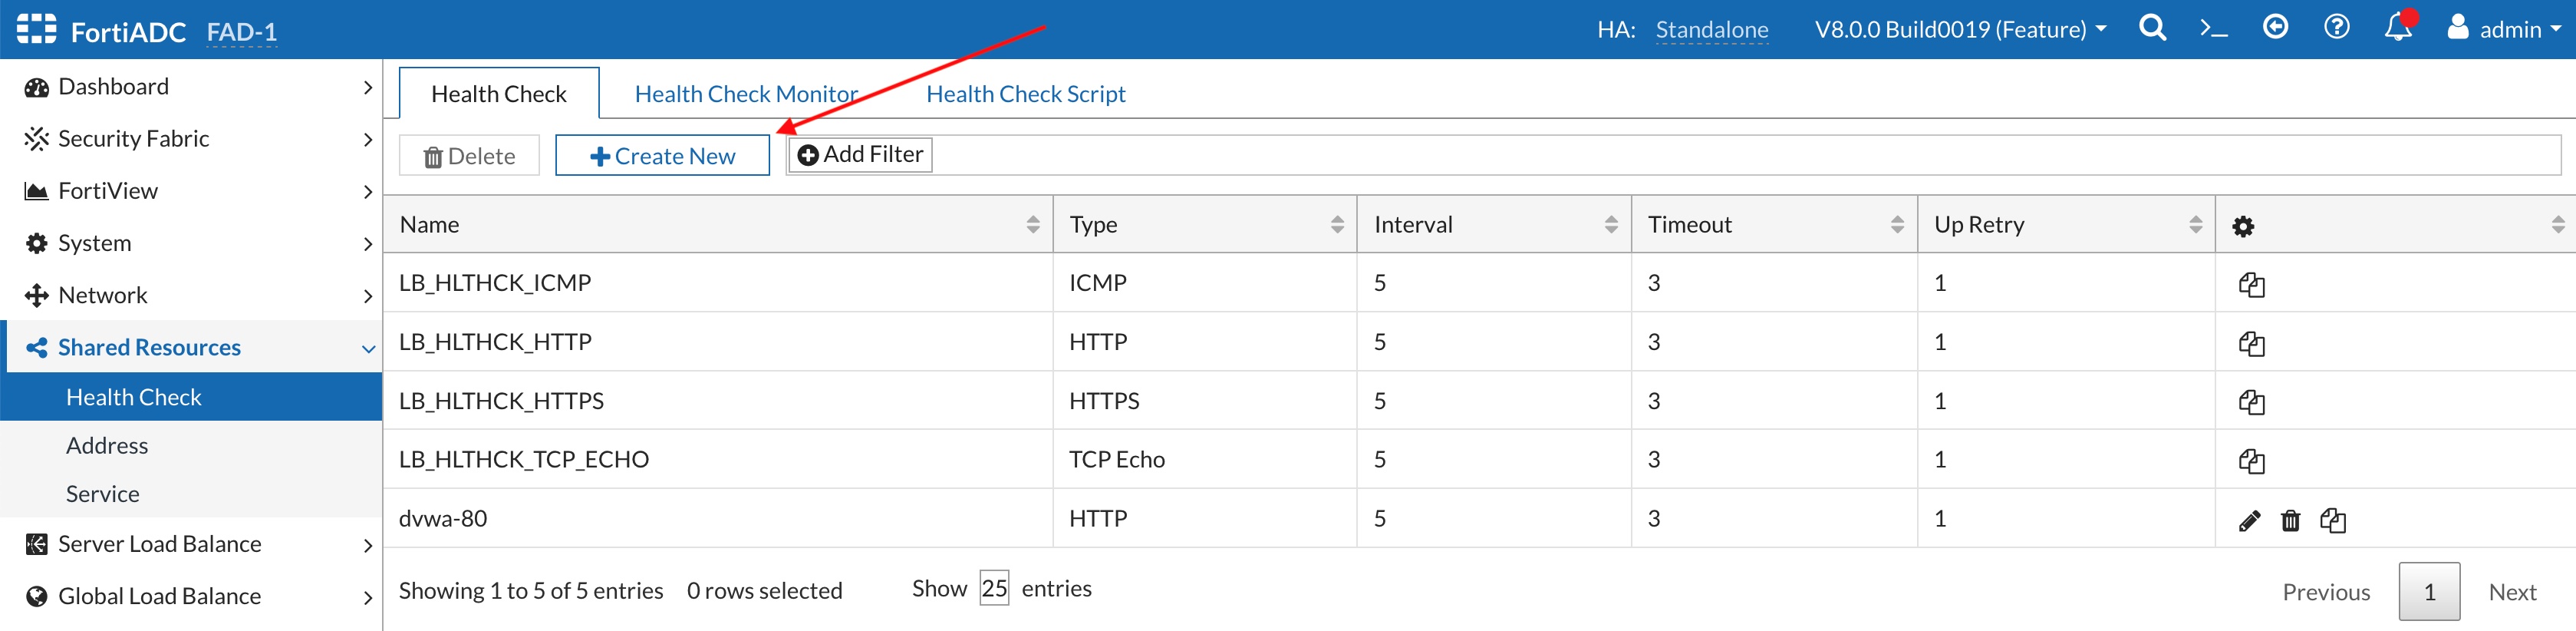 FortiADC FAD-1 HA: Standalone V8.0.0 Build0019 (Feature) admin
Dashboard
Security Fabric
FortiView
System
Network
Shared Resources
Health Check
Address
Service
Server Load Balance
Global Load Balance
Health Check Health Check Monitor Health Check Script
Delete Create New Add Filter
Name Type Interval Timeout Up Retry
LB_HLTHCK_ICMP ICMP 5 3 1
LB_HLTHCK_HTTP HTTP 5 3 1
LB_HLTHCK_HTTPS HTTPS 5 3 1
LB_HLTHCK_TCP_ECHO TCP Echo 5 3 1
dvwa-80 HTTP 5 3 1
Showing 1 to 5 of 5 entries 0 rows selected Show 25 entries Previous 1 Next